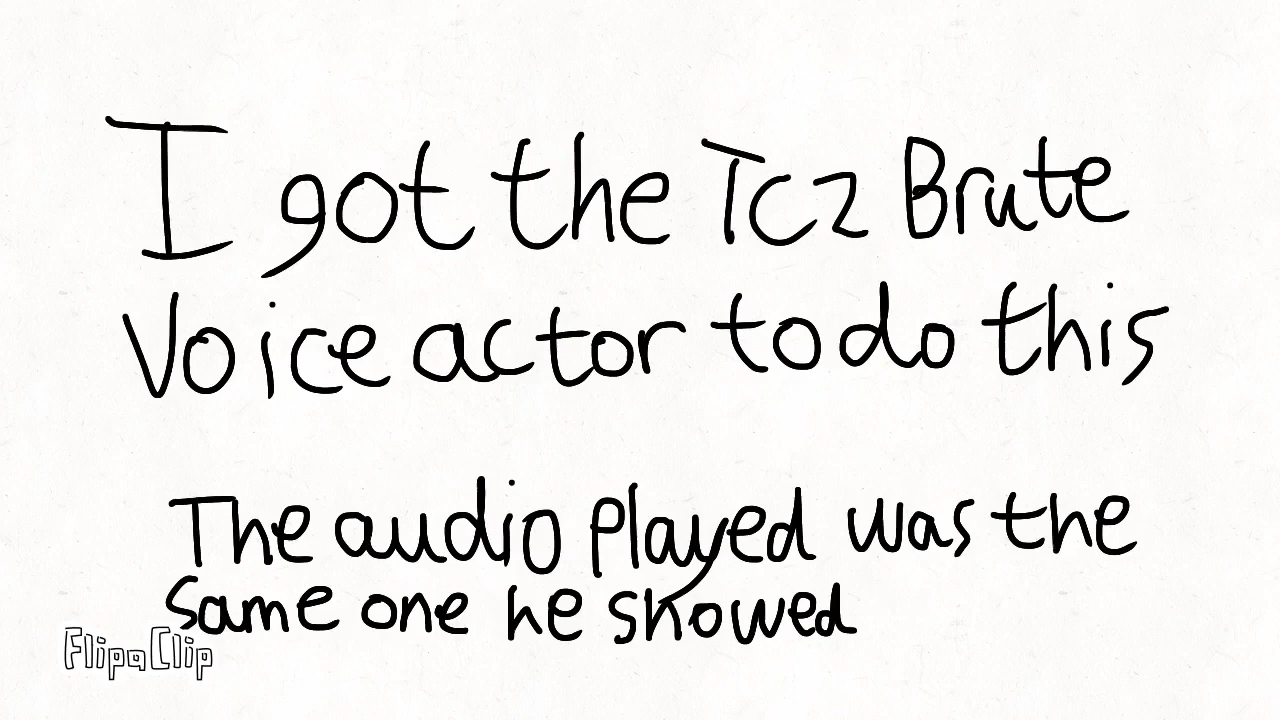 I got the Tc2 Brute
Voice actor to do this
The audio played was the
Same one he showed
FlipaClip